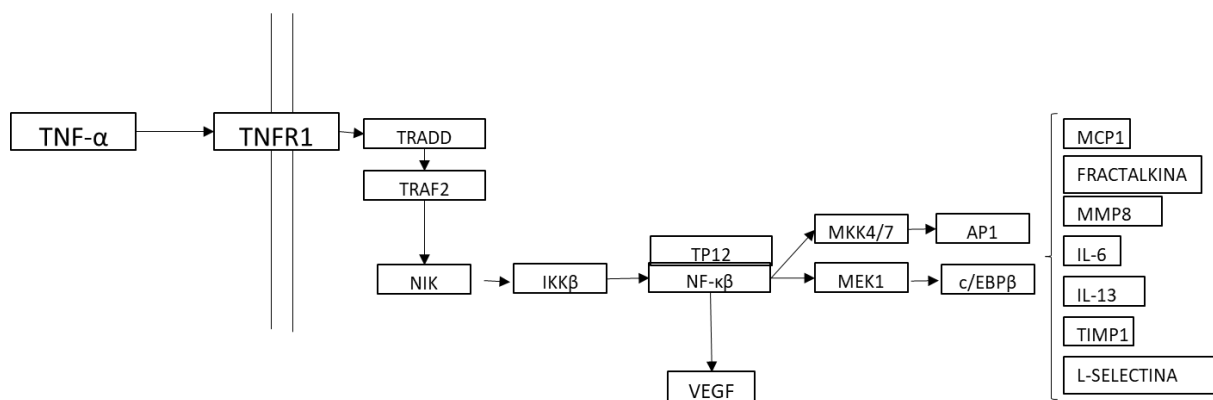 TNF-α
TNFR1
TRADD
TRAF2
NIK
IKKβ
TP12
NF-κβ
VEGF
MKK4/7
AP1
MEK1
c/EBPβ
MCP1
FRACTALKINA
MMP8
IL-6
IL-13
TIMP1
L-SELECTINA